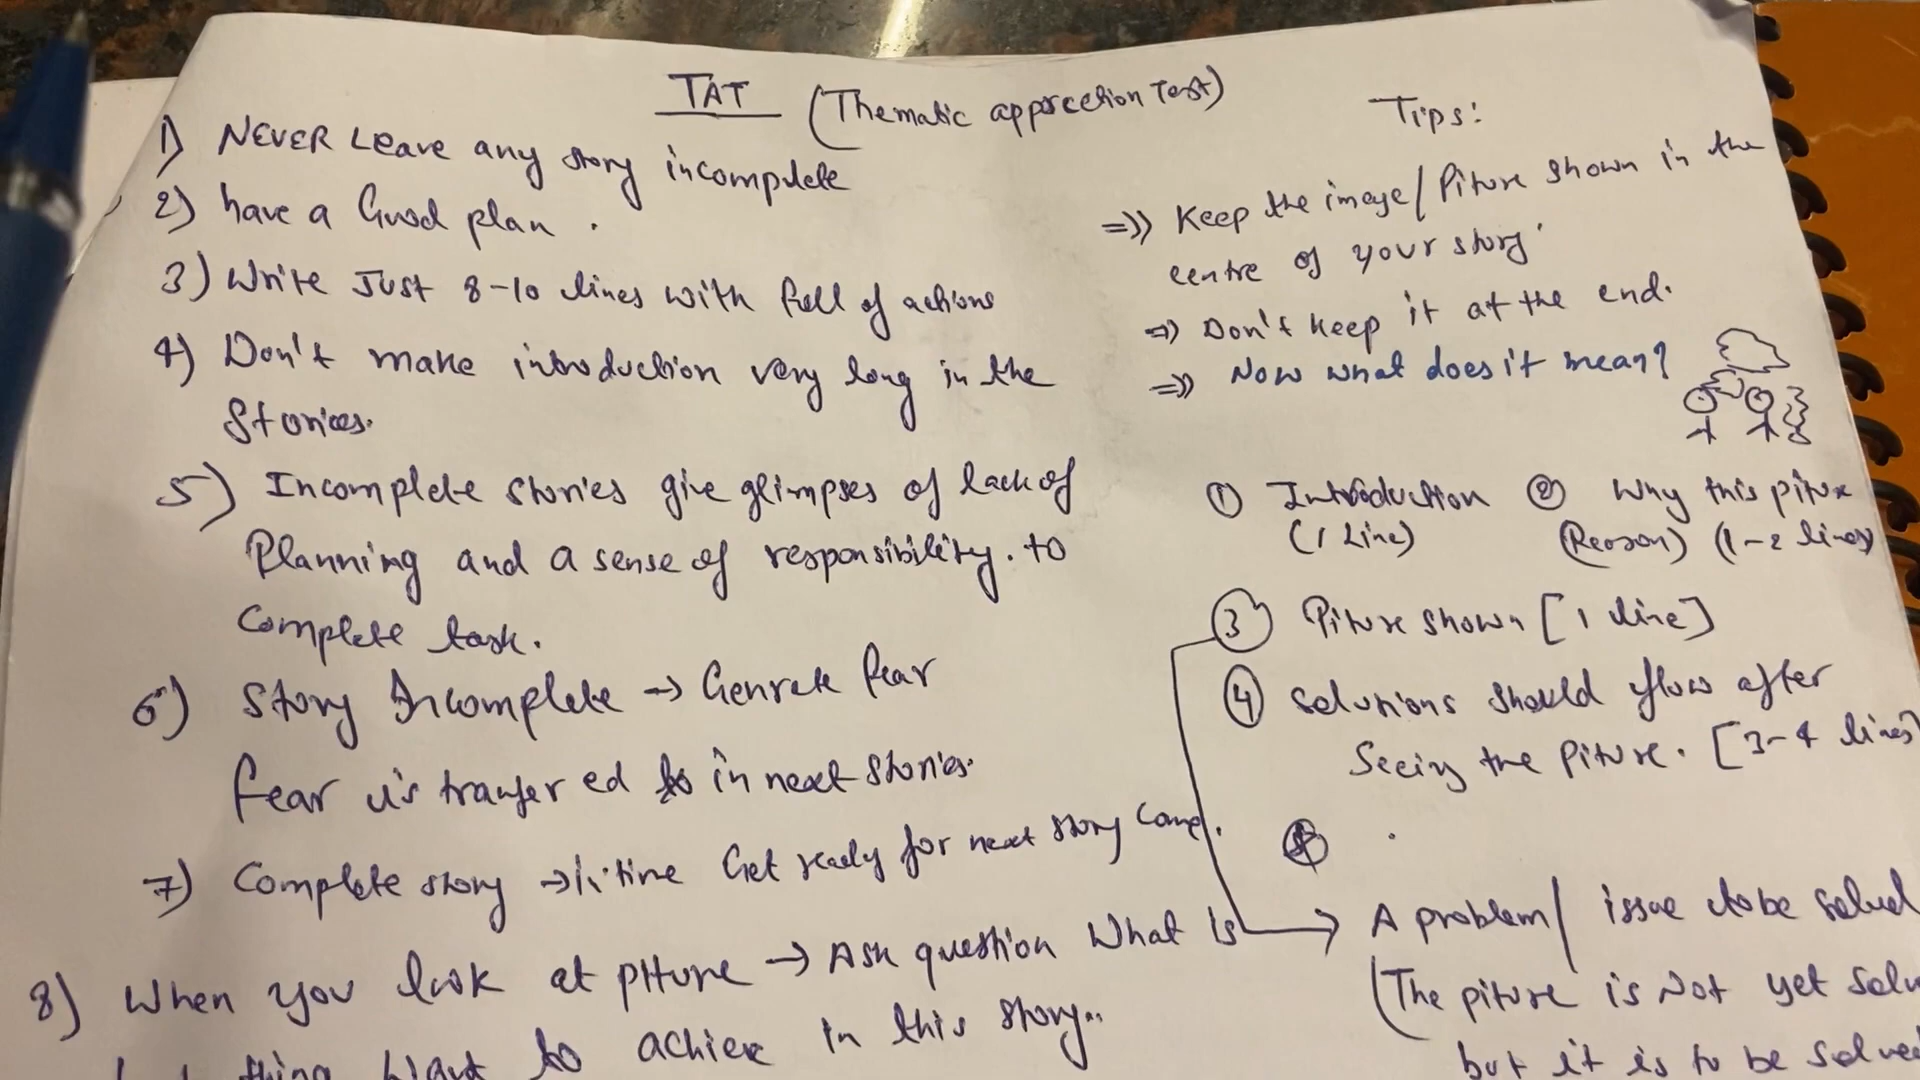 TAT (Thematic apprection Test)
1) NEVER Leave any story incomplete
2) have a Good plan.
3) Write Just 8-10 lines with full of actions
4) Don't make introduction very long in the
Stories.
5) Incomplete stories give glimpses of lack of
Planning and a sense of responsibility. to
Complete task.
6) Story Incomplete → Genrate fear
fear is tranfer ed in next stories.
7) Complete story → time Get ready for next story
8) When you look at piture → Ask question What is
thing Want to achieve in this story..
Tips:
⇒ Keep the image/Piture shown in the
centre of your story
⇒ Don't keep it at the end.
⇒ Now what does it mean?
① Introduction ② Why this piture
(1 Line) (Reason) (1-2 lines)
③ Piture shown [1 line]
④ solutions should flow after
Seeing the piture. [3-4 lines]
→ A problem/ issue to be solved
(The piture is Not yet
but it is to be solved